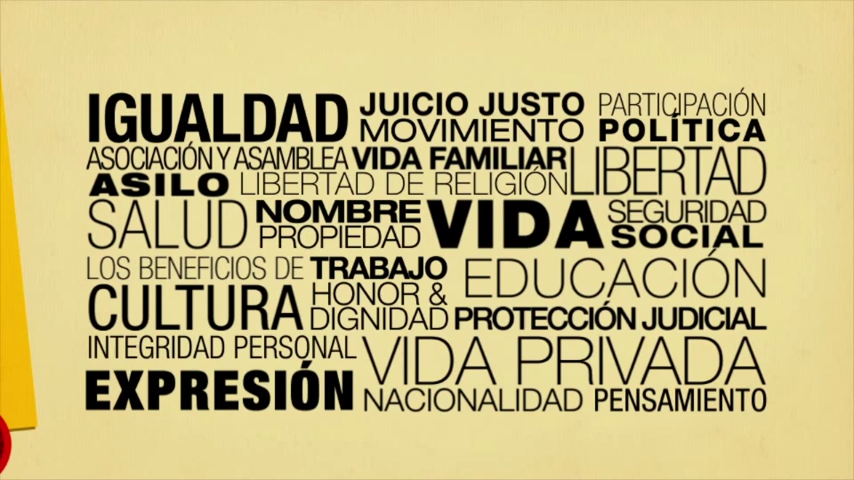 IGUALDAD
JUICIO JUSTO
MOVIMIENTO
PARTICIPACIÓN
POLÍTICA
ASOCIACIÓN Y ASAMBLEA
VIDA FAMILIAR
LIBERTAD
ASILO
LIBERTAD DE RELIGIÓN
SALUD
NOMBRE
PROPIEDAD
VIDA
SEGURIDAD
SOCIAL
LOS BENEFICIOS DE TRABAJO
EDUCACIÓN
CULTURA
HONOR &
DIGNIDAD
PROTECCIÓN JUDICIAL
INTEGRIDAD PERSONAL
VIDA PRIVADA
EXPRESIÓN
NACIONALIDAD
PENSAMIENTO